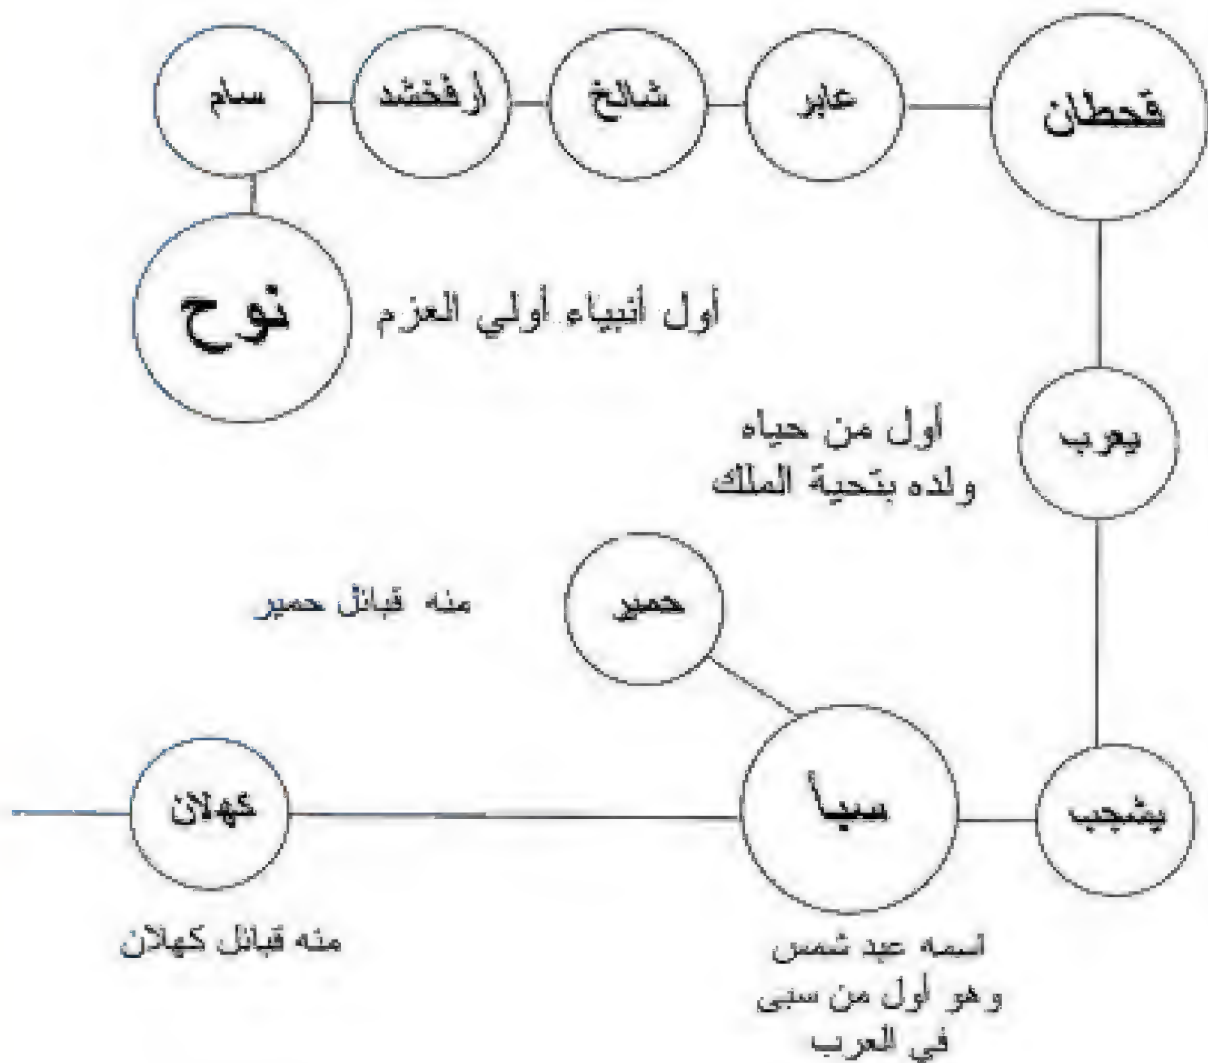 قحطان
عابر
شالخ
أرفخشد
سام
نوح
أول أنبياء أولي العزم
يعرب
أول من حياه
ولده بتحية الملك
حمير
منه قبائل حمير
يشجب
سبأ
كهلان
منه قبائل كهلان
اسمه عبد شمس
وهو أول من سبى
في العرب